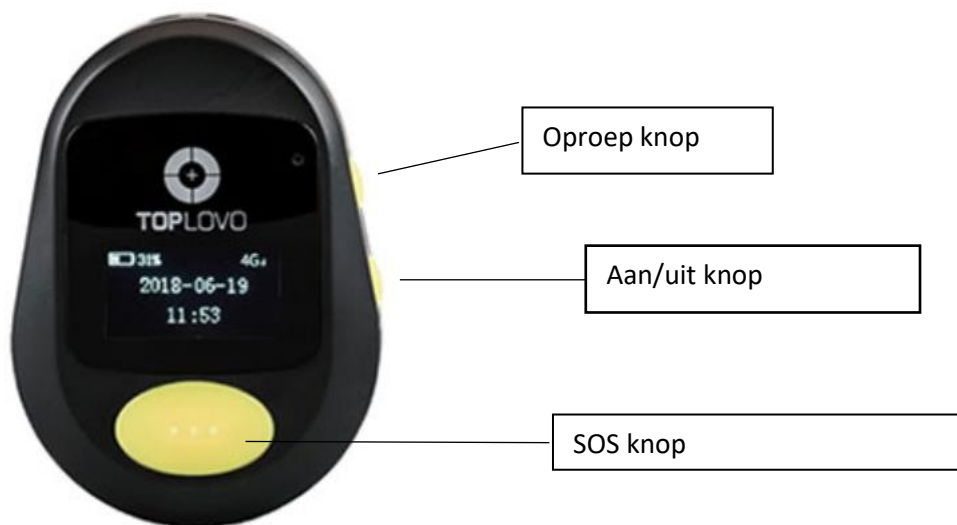 TOPLOVO
31% 4G
2018-06-19
11:53
Oproep knop
Aan/uit knop
SOS knop